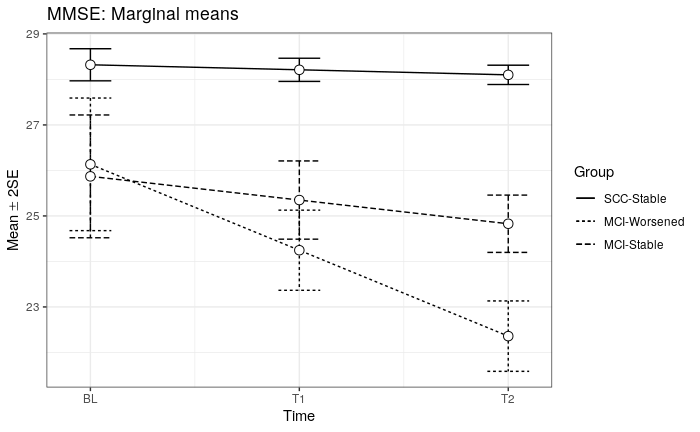 MMSE: Marginal means
29
27
25
23
Mean ± 2SE
BL
T1
T2
Time
Group
SCC-Stable
MCI-Worsened
MCI-Stable